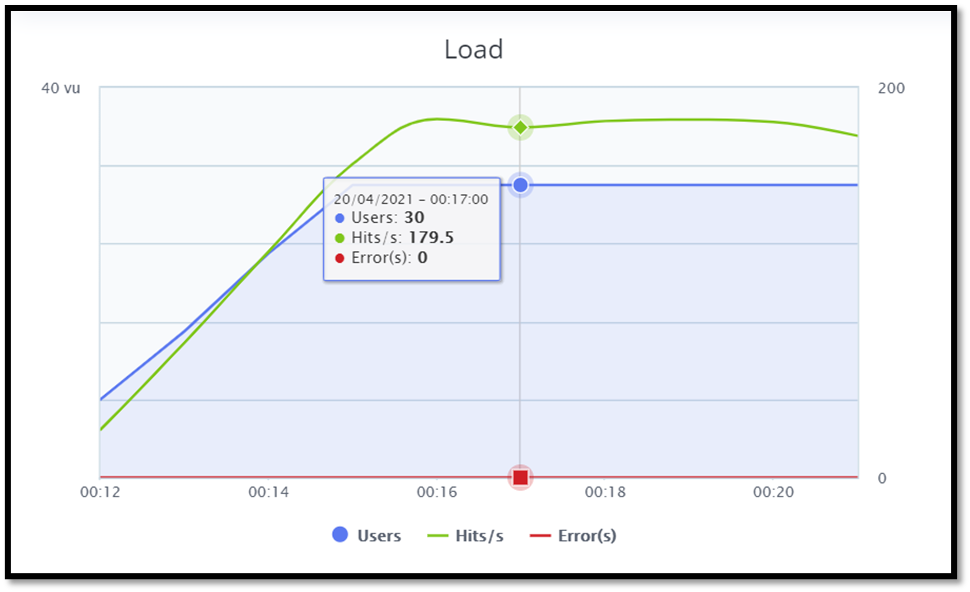 Load
40 vu
200
20/04/2021 – 00:17:00
Users: 30
Hits/s: 179.5
Error(s): 0
0
00:12 00:14 00:16 00:18 00:20
Users Hits/s Error(s)